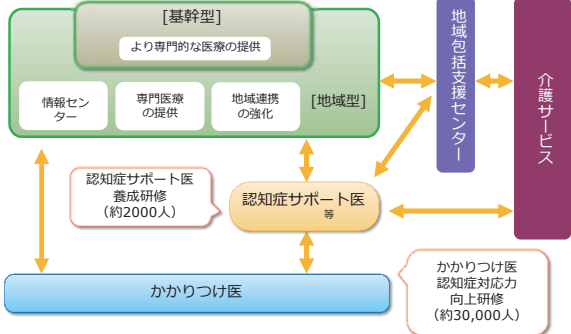 [基幹型]
より専門的な医療の提供
情報セン
ター
専門医療
の提供
地域連携
の強化
[地域型]
地域包括支援センター
介護サービス
認知症サポート医
養成研修
（約2000人）
認知症サポート医
等
かかりつけ医
かかりつけ医
認知症対応力
向上研修
（約30,000人）